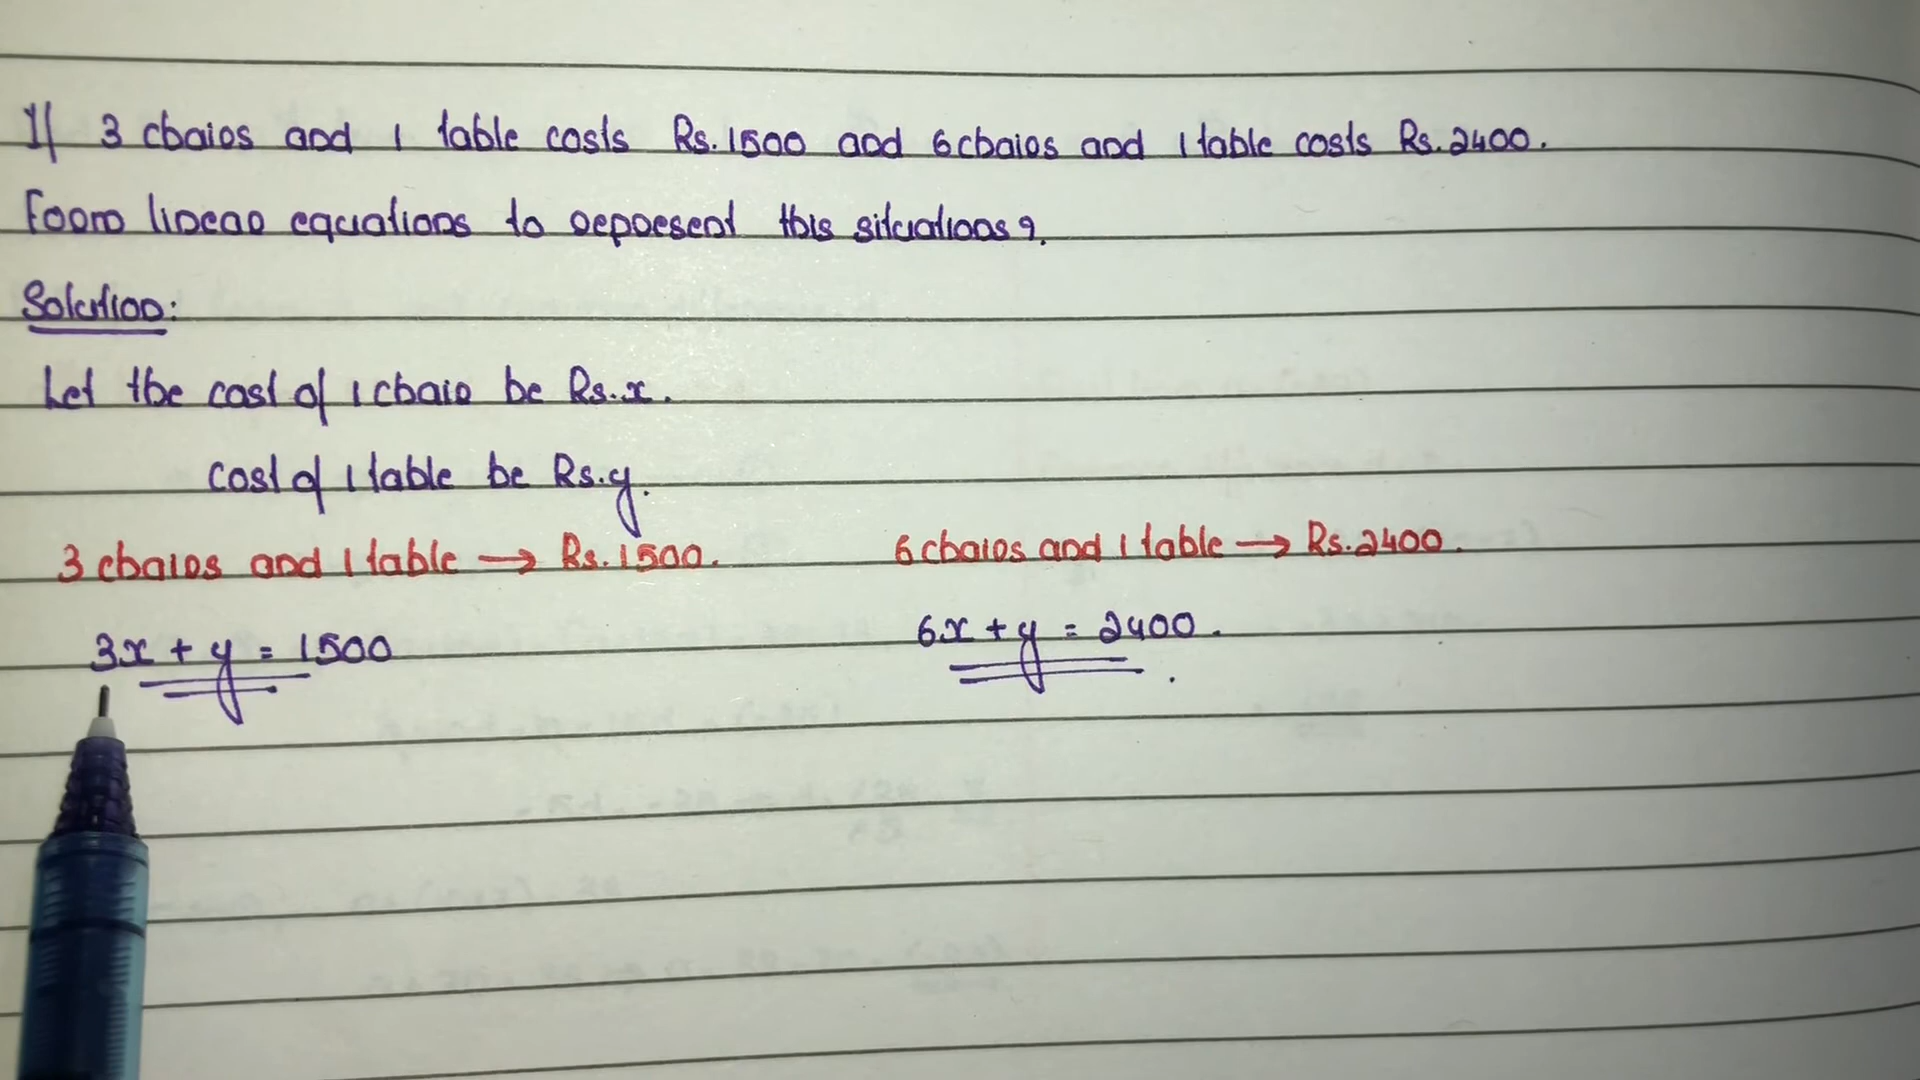 If 3 chairs and 1 table costs Rs. 1500 and 6 chairs and 1 table costs Rs. 2400.
Form linear equations to represent this situations?
Solution:
Let the cost of 1 chair be Rs. x.
cost of 1 table be Rs. y.
3 chairs and 1 table → Rs. 1500. 6 chairs and 1 table → Rs. 2400.
3x + y = 1500 6x + y = 2400.